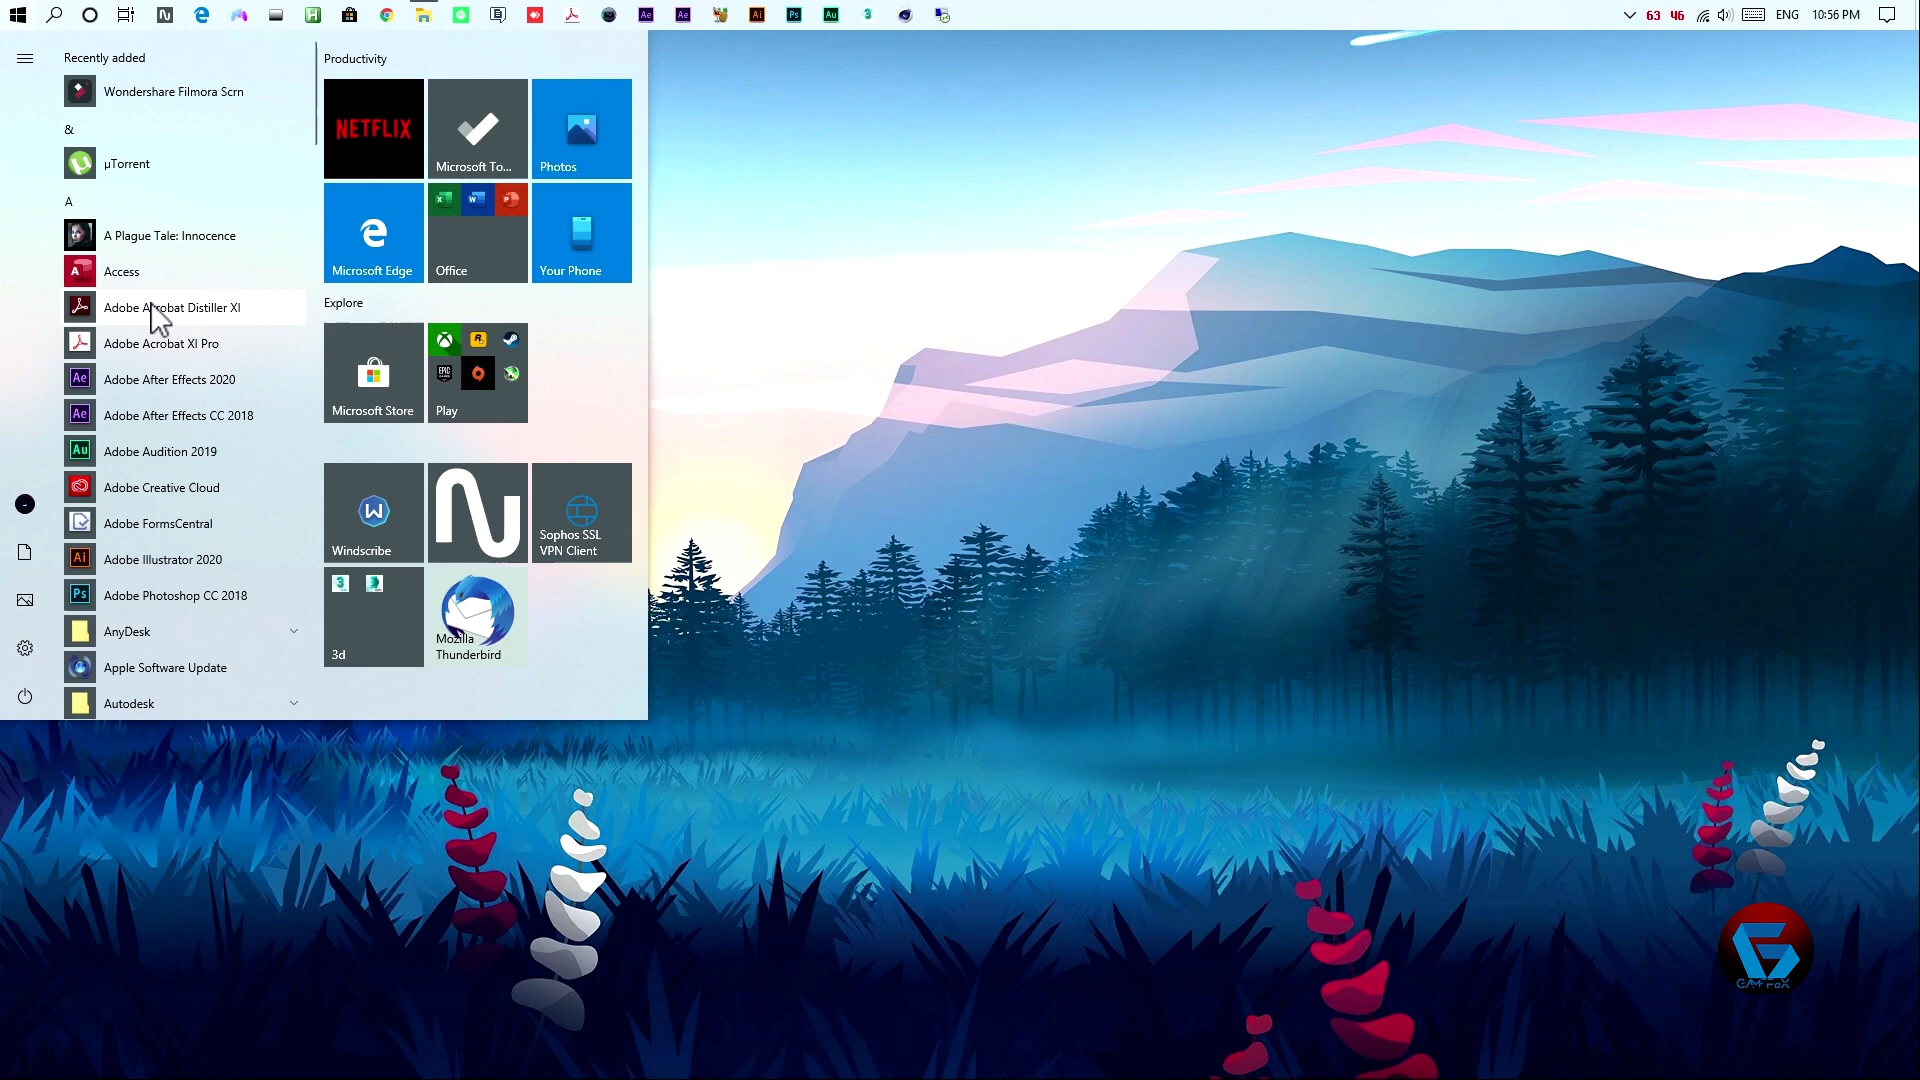 63 46 ENG 10:56 PM
Recently added
Wondershare Filmora Scrn
&
µTorrent
A
A Plague Tale: Innocence
Access
Adobe Acrobat Distiller XI
Adobe Acrobat XI Pro
Adobe After Effects 2020
Adobe After Effects CC 2018
Adobe Audition 2019
Adobe Creative Cloud
Adobe FormsCentral
Adobe Illustrator 2020
Adobe Photoshop CC 2018
AnyDesk
Apple Software Update
Autodesk
Productivity
NETFLIX
Microsoft To...
Photos
Microsoft Edge
Office
Your Phone
Explore
Microsoft Store
EPIC
Play
Windscribe
Sophos SSL
VPN Client
3d
Mozilla
Thunderbird